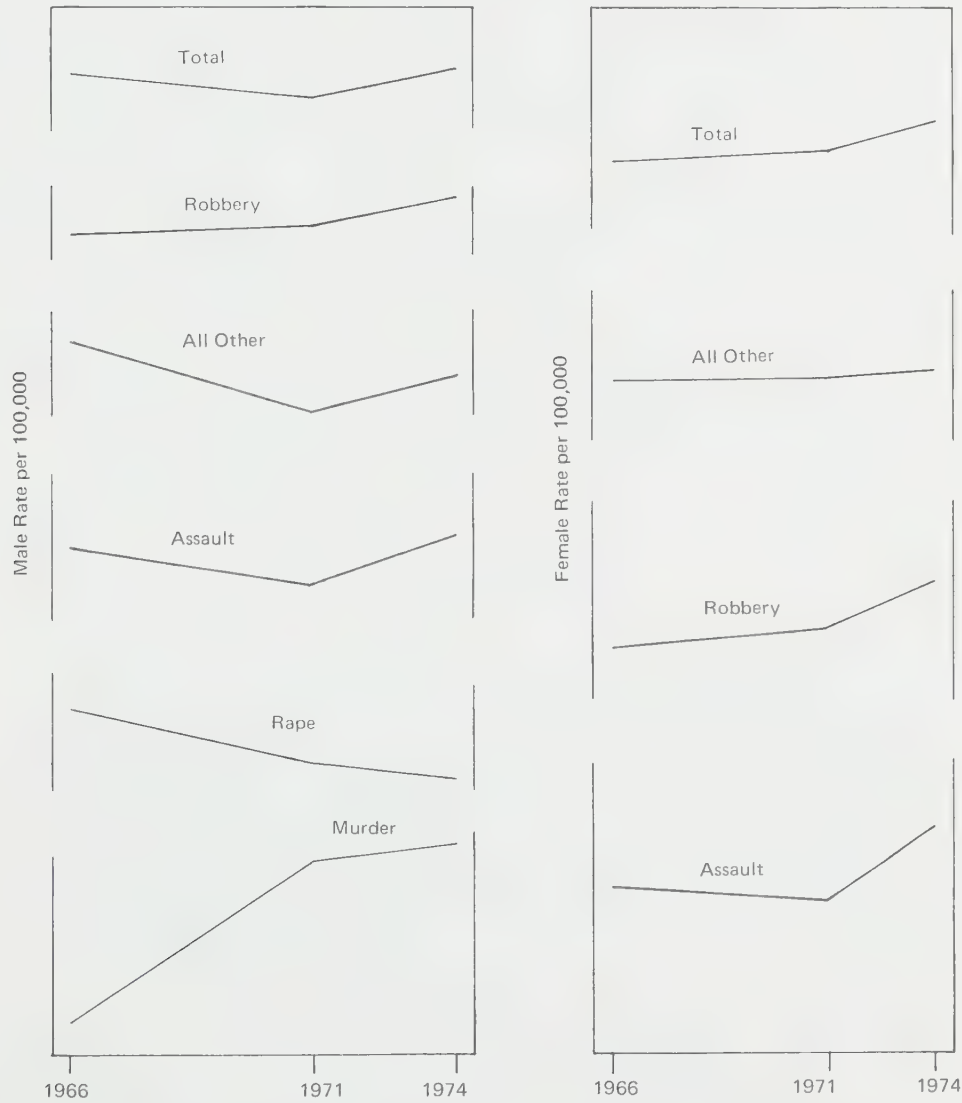 Male Rate per 100,000
Total
Robbery
All Other
Assault
Rape
Murder
1966
1971
1974
Female Rate per 100,000
Total
All Other
Robbery
Assault
1966
1971
1974